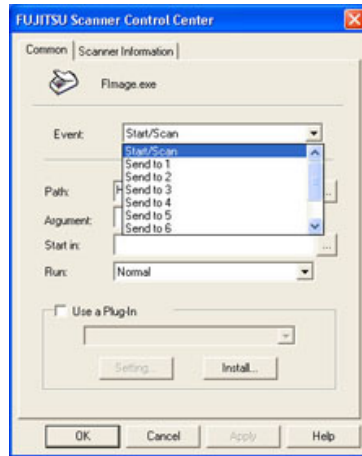 FUJITSU Scanner Control Center
Common Scanner Information
FImage.exe
Event: Start/Scan
Start/Scan
Send to 1
Path: H ...
Send to 2
Send to 3
Argument:
Send to 4
Send to 5
Start in: ...
Send to 6
Run: Normal
Use a Plug-In
Setting... Install...
OK Cancel Apply Help